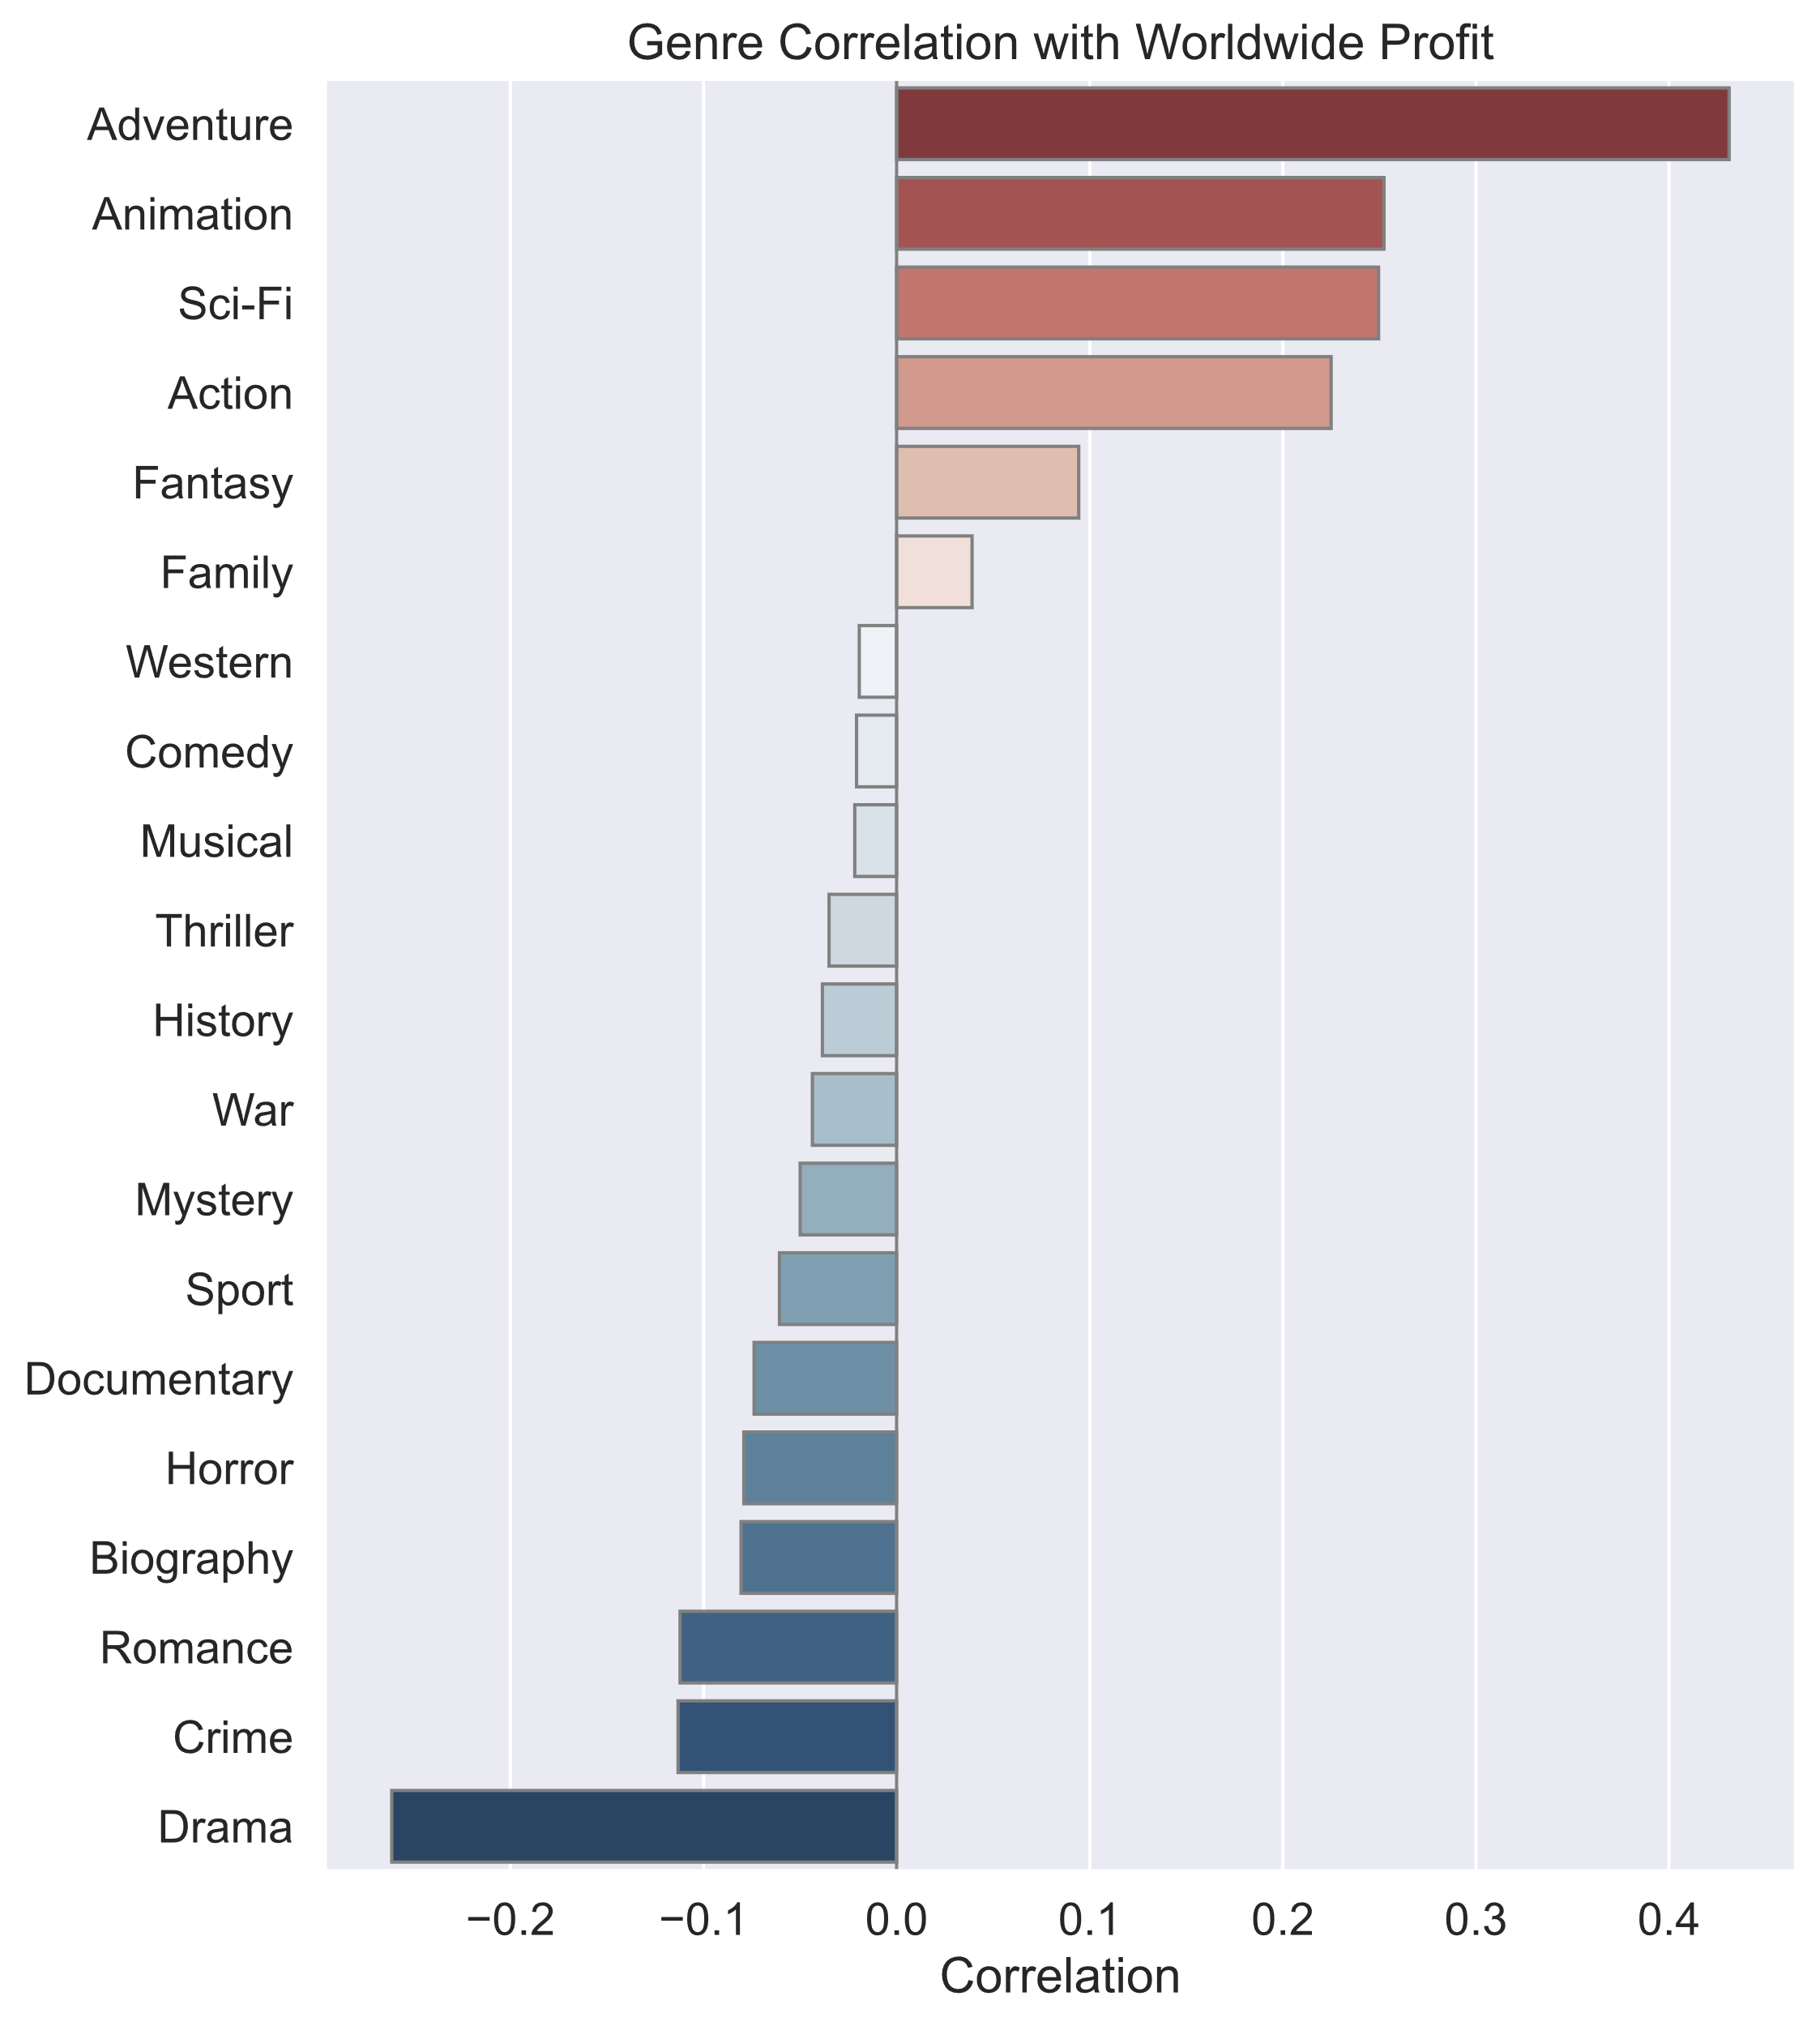 Genre Correlation with Worldwide Profit
Adventure
Animation
Sci-Fi
Action
Fantasy
Family
Western
Comedy
Musical
Thriller
History
War
Mystery
Sport
Documentary
Horror
Biography
Romance
Crime
Drama
−0.2 −0.1 0.0 0.1 0.2 0.3 0.4
Correlation